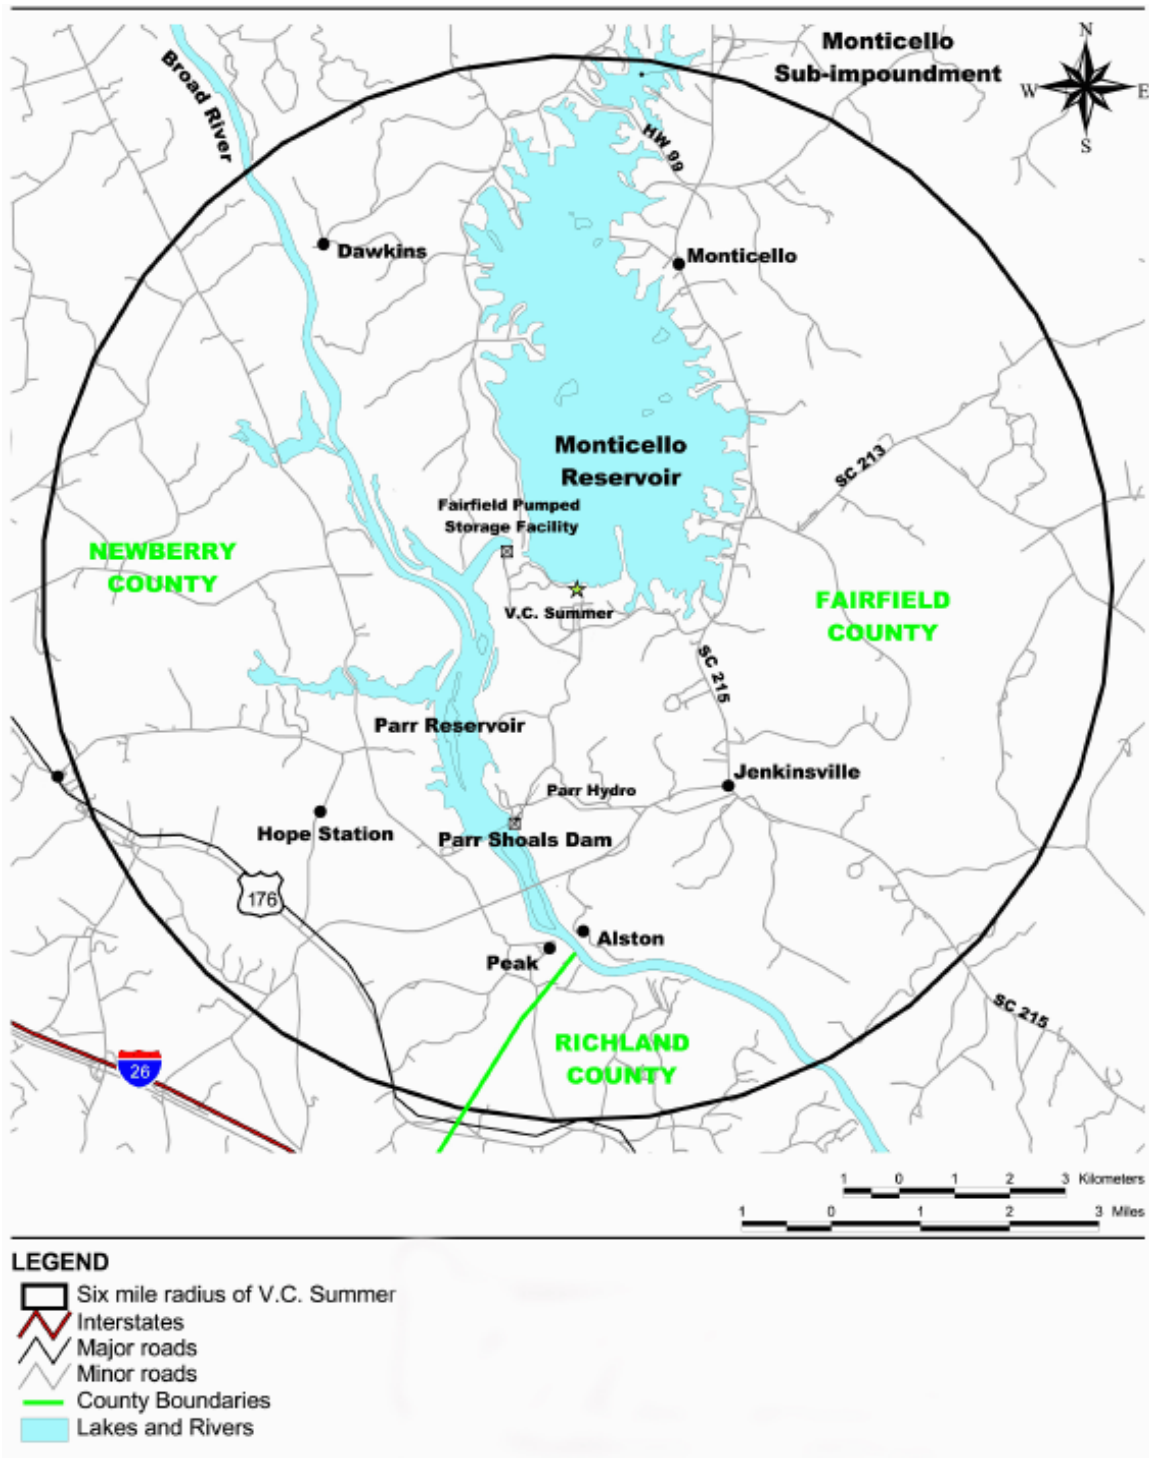 Monticello
Sub-impoundment
N
W
E
S
Broad River
HW 99
Dawkins
Monticello
Monticello
Reservoir
SC 213
Fairfield Pumped
Storage Facility
NEWBERRY
COUNTY
V.C. Summer
FAIRFIELD
COUNTY
SC 215
Parr Reservoir
Jenkinsville
Parr Hydro
Hope Station
Parr Shoals Dam
176
Alston
Peak
SC 215
RICHLAND
COUNTY
26
1 0 1 2 3 Kilometers
1 0 1 2 3 Miles
LEGEND
Six mile radius of V.C. Summer
Interstates
Major roads
Minor roads
County Boundaries
Lakes and Rivers